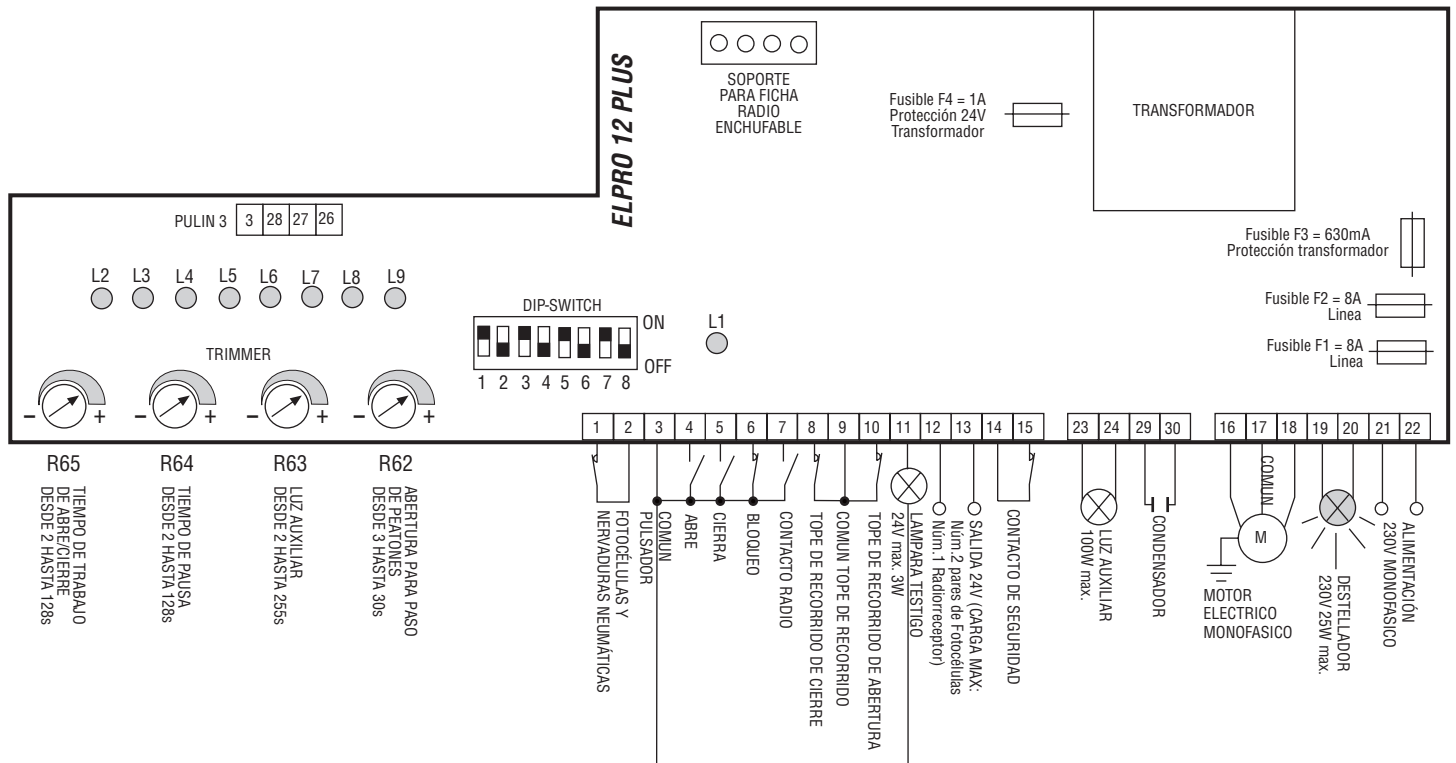 ELPRO 12 PLUS
SOPORTE
PARA FICHA
RADIO
ENCHUFABLE
Fusible F4 = 1A
Protección 24V
Transformador
TRANSFORMADOR
Fusible F3 = 630mA
Protección transformador
Fusible F2 = 8A
Linea
Fusible F1 = 8A
Linea
PULIN 3
3 28 27 26
L2 L3 L4 L5 L6 L7 L8 L9
DIP-SWITCH
ON
OFF
1 2 3 4 5 6 7 8
L1
TRIMMER
– + – + – + – +
R65
TIEMPO DE TRABAJO
DE ABRE/CIERRE
DESDE 2 HASTA 128s
R64
TIEMPO DE PAUSA
DESDE 2 HASTA 128s
R63
LUZ AUXILIAR
DESDE 2 HASTA 255s
R62
ABERTURA PARA PASO
DE PEATONES
DESDE 3 HASTA 30s
1 2 3 4 5 6 7 8 9 10 11 12 13 14 15
23 24 29 30
16 17 18 19 20 21 22
FOTOCÉLULAS Y
NERVADURAS NEUMÁTICAS
COMUN
PULSADOR
ABRE
CIERRA
BLOQUEO
CONTACTO RADIO
TOPE DE RECORRIDO DE CIERRE
COMUN TOPE DE RECORRIDO
TOPE DE RECORRIDO DE ABERTURA
LAMPARA TESTIGO
24V max. 3W
SALIDA 24V (CARGA MAX:
Núm.2 pares de Fotocélulas
Núm.1 Radiorreceptor)
CONTACTO DE SEGURIDAD
LUZ AUXILIAR
100W max.
CONDENSADOR
COMUN
M
MOTOR
ELECTRICO
MONOFASICO
DESTELLADOR
230V 25W max.
ALIMENTACIÓN
230V MONOFASICO